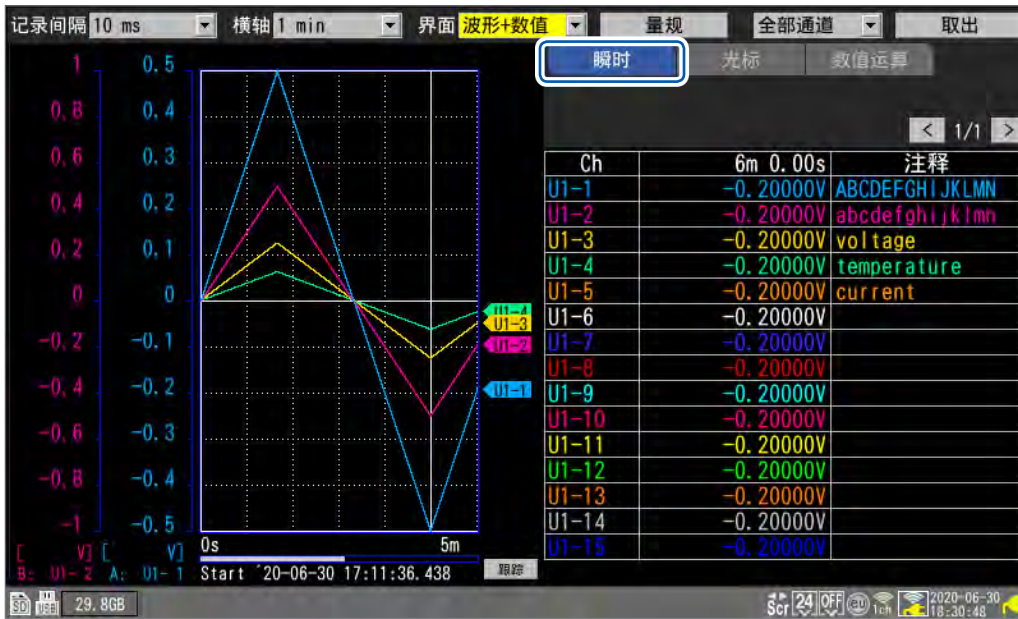 记录间隔 10 ms 横轴 1 min 界面 波形+数值 量规 全部通道 取出
瞬时 光标 数值运算
< 1/1 >
1 0.5
0.8 0.4
0.6 0.3
0.4 0.2
0.2 0.1
0 0
-0.2 -0.1
-0.4 -0.2
-0.6 -0.3
-0.8 -0.4
-1 -0.5
[ V] [ V]
B: U1- 2 A: U1- 1
U1-4
U1-3
U1-2
U1-1
0s 5m
Start '20-06-30 17:11:36.438 跟踪
Ch 6m 0.00s 注释
U1-1 -0.20000V ABCDEFGHIJKLMN
U1-2 -0.20000V abcdefghijklmn
U1-3 -0.20000V voltage
U1-4 -0.20000V temperature
U1-5 -0.20000V current
U1-6 -0.20000V
U1-7 -0.20000V
U1-8 -0.20000V
U1-9 -0.20000V
U1-10 -0.20000V
U1-11 -0.20000V
U1-12 -0.20000V
U1-13 -0.20000V
U1-14 -0.20000V
U1-15 -0.20000V
SD USB 29.8GB Scr 24 OFF au 1ch 2020-06-30
18:30:48